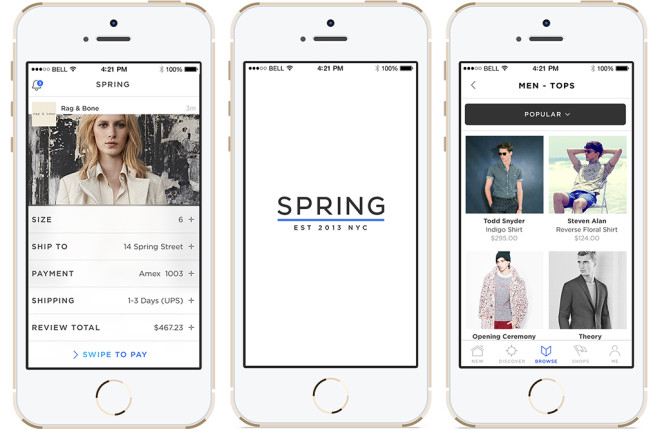 ●●●○○ BELL 4:21 PM 100%
SPRING
Rag & Bone 3m
SIZE 6 +
SHIP TO 14 Spring Street +
PAYMENT Amex 1003 +
SHIPPING 1-3 Days (UPS) +
REVIEW TOTAL $467.23 +
SWIPE TO PAY
●●●○○ BELL 4:21 PM 100%
SPRING
EST 2013 NYC
●●●○○ BELL 4:21 PM 100%
MEN - TOPS
POPULAR
Todd Snyder
Indigo Shirt
$295.00
Steven Alan
Reverse Floral Shirt
$124.00
Opening Ceremony
Theory
NEW DISCOVER BROWSE SHOPS ME